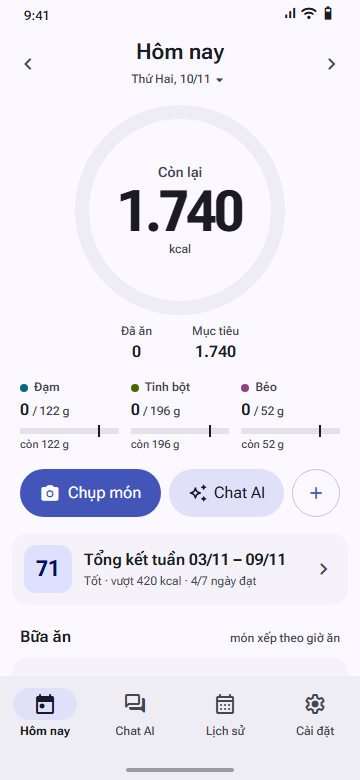 9:41
Hôm nay
Thứ Hai, 10/11
Còn lại
1.740
kcal
Đã ăn
Mục tiêu
0
1.740
Đạm
Tinh bột
Béo
0 / 122 g
0 / 196 g
0 / 52 g
còn 122 g
còn 196 g
còn 52 g
Chụp món
Chat AI
71
Tổng kết tuần 03/11 – 09/11
Tốt · vượt 420 kcal · 4/7 ngày đạt
Bữa ăn
món xếp theo giờ ăn
Hôm nay
Chat AI
Lịch sử
Cài đặt